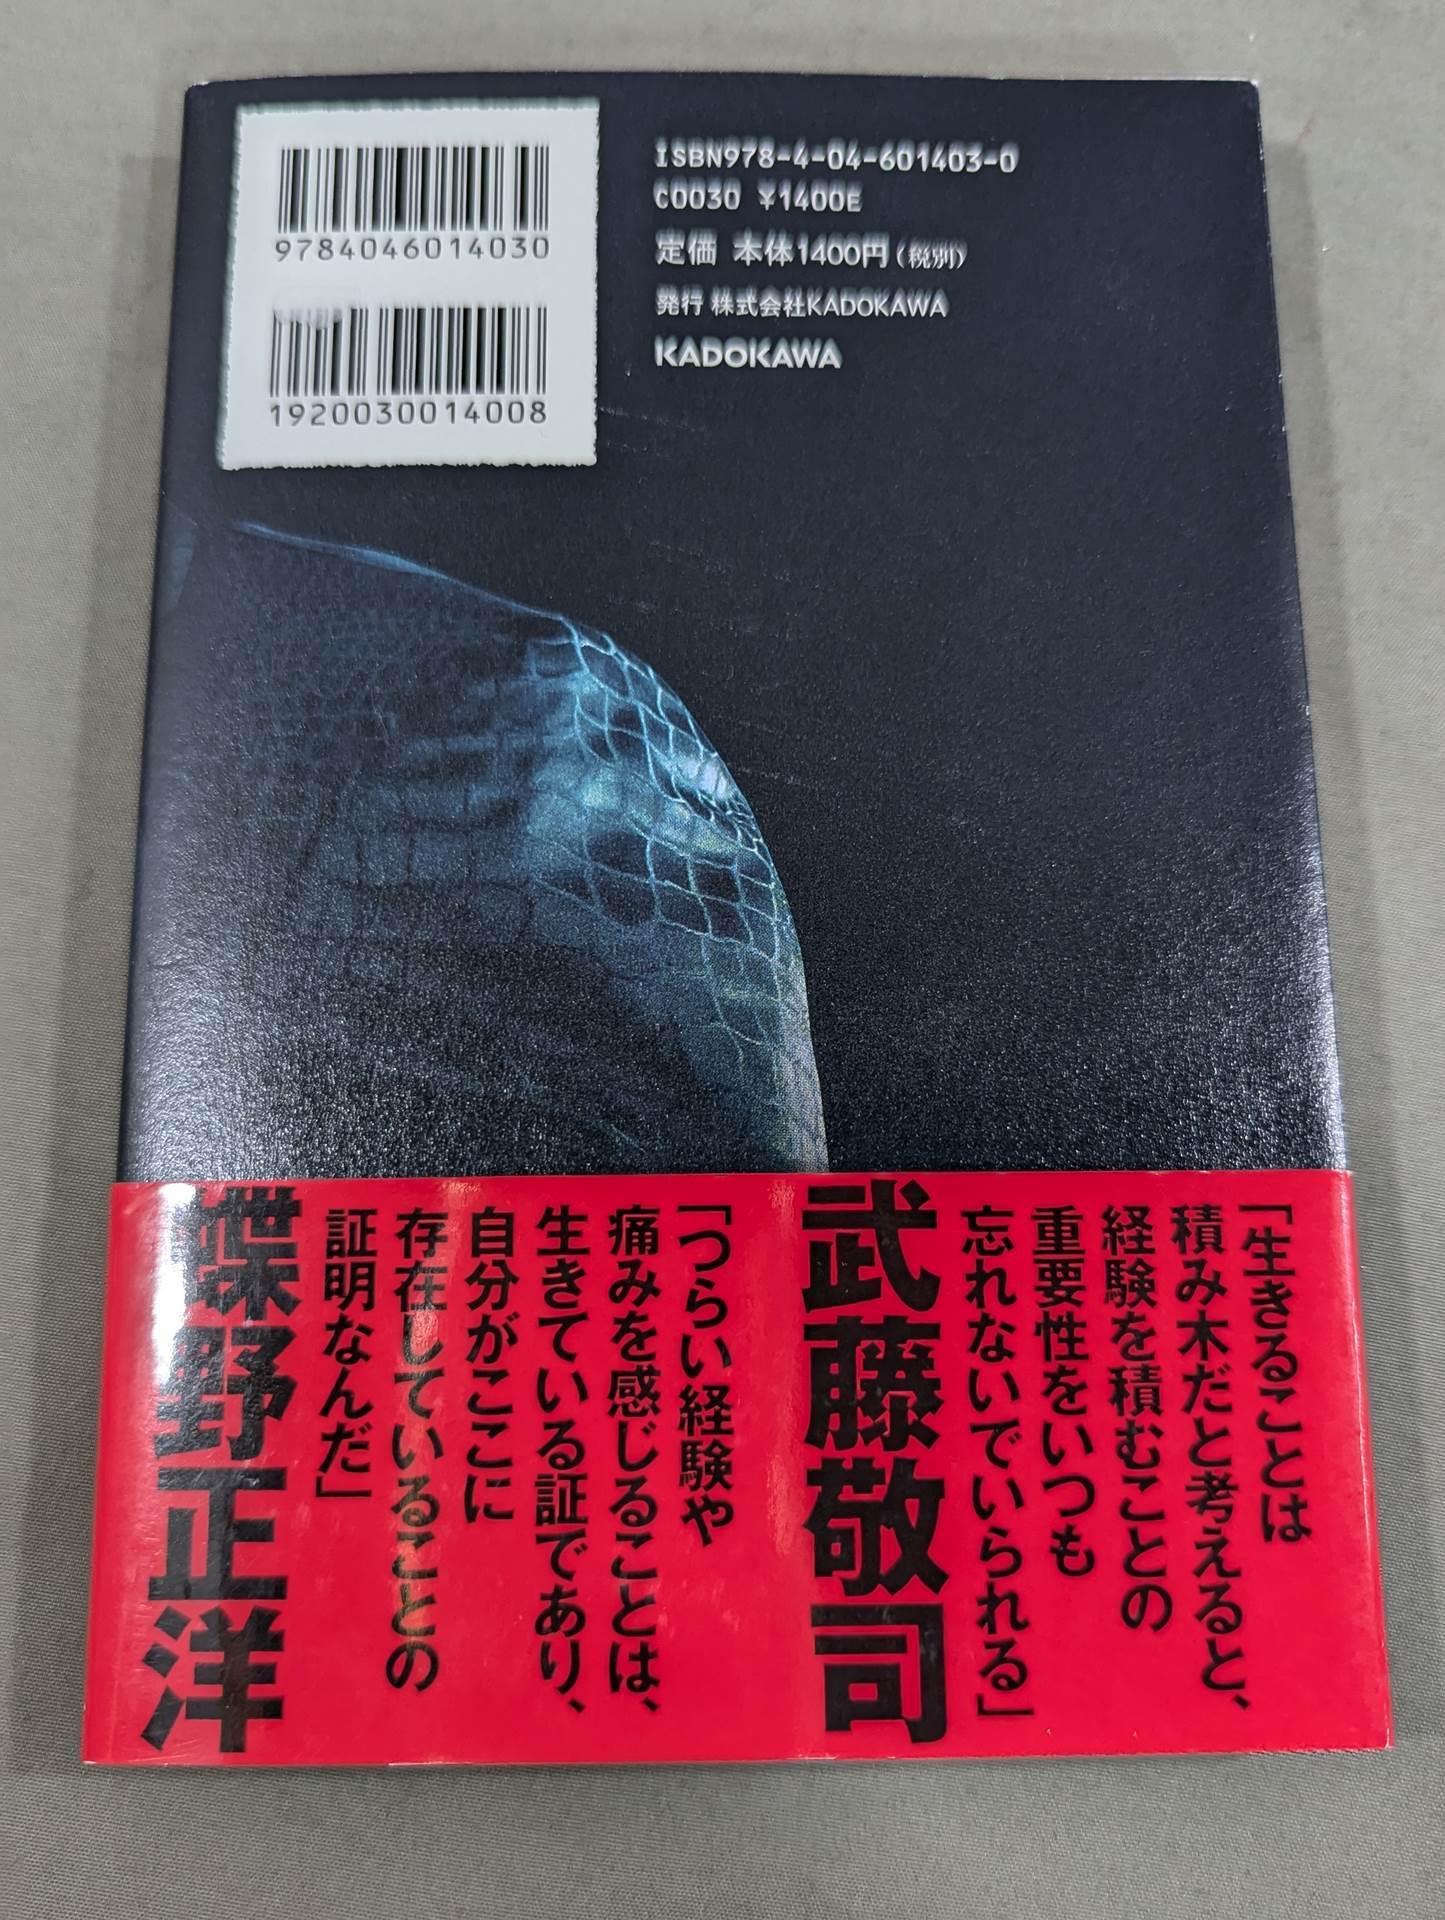 9784046014030
1920030014008
ISBN978-4-04-601403-0
C0030 ¥1400E
定価 本体1400円(税別)
発行 株式会社KADOKAWA
KADOKAWA
「生きることは
積み木だと考えると、
経験を積むことの
重要性をいつも
忘れないでいられる」
武藤敬司
「つらい経験や
痛みを感じることは、
生きている証であり、
自分がここに
存在していることの
証明なんだ」
蝶野正洋